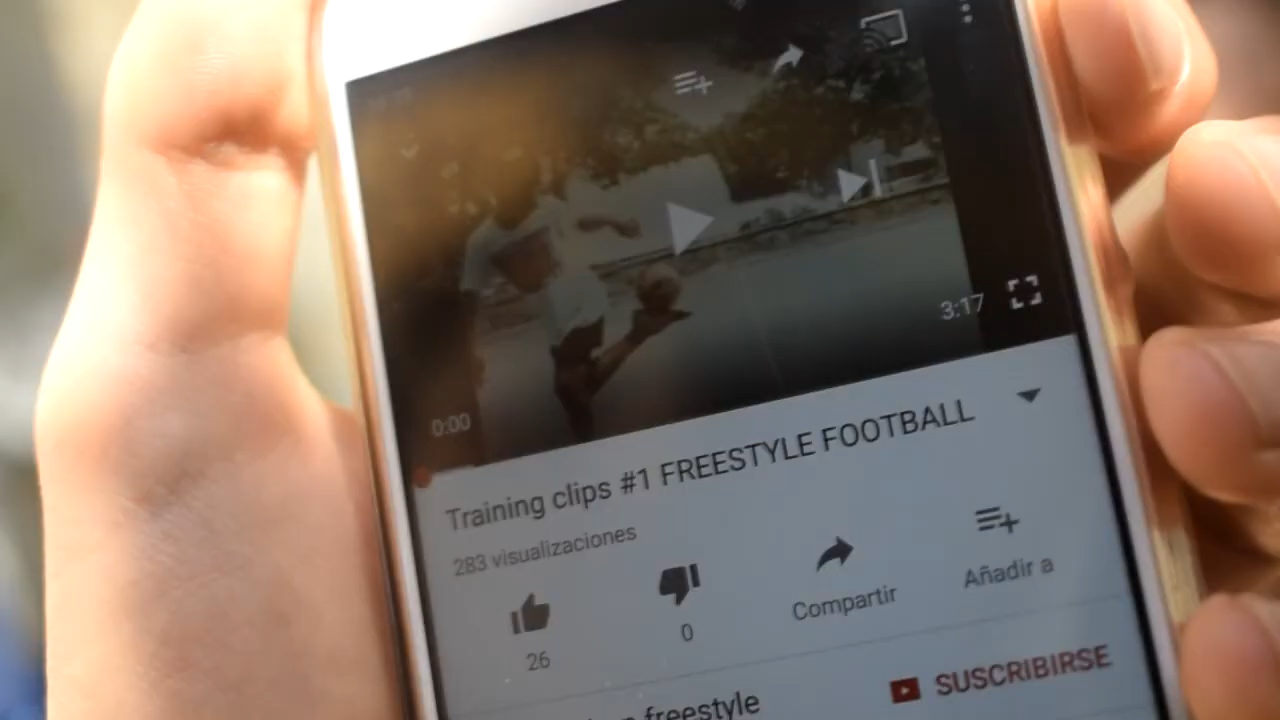 3:17
0:00
Training clips #1 FREESTYLE FOOTBALL
283 visualizaciones
26
0
Compartir
Añadir a
freestyle
SUSCRIBIRSE